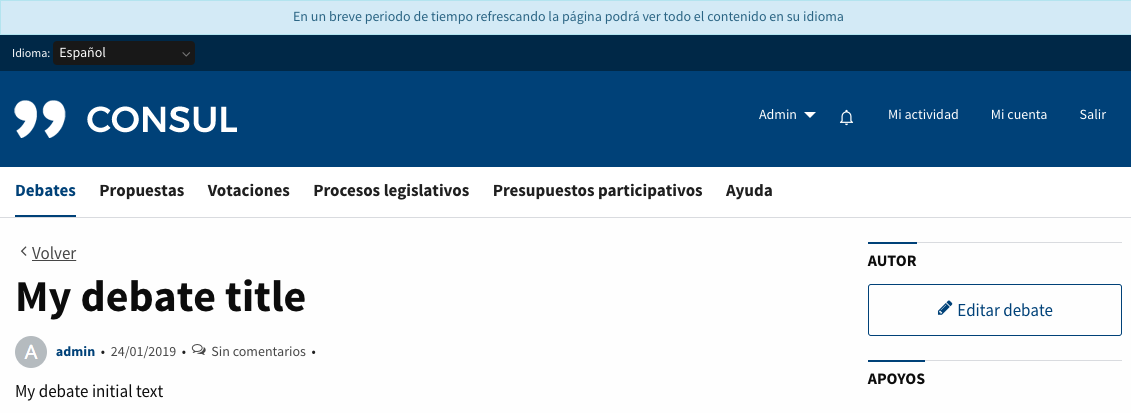 En un breve periodo de tiempo refrescando la página podrá ver todo el contenido en su idioma
Idioma: Español
CONSUL
Admin Mi actividad Mi cuenta Salir
Debates Propuestas Votaciones Procesos legislativos Presupuestos participativos Ayuda
Volver
My debate title
A admin • 24/01/2019 • Sin comentarios •
My debate initial text
AUTOR
Editar debate
APOYOS